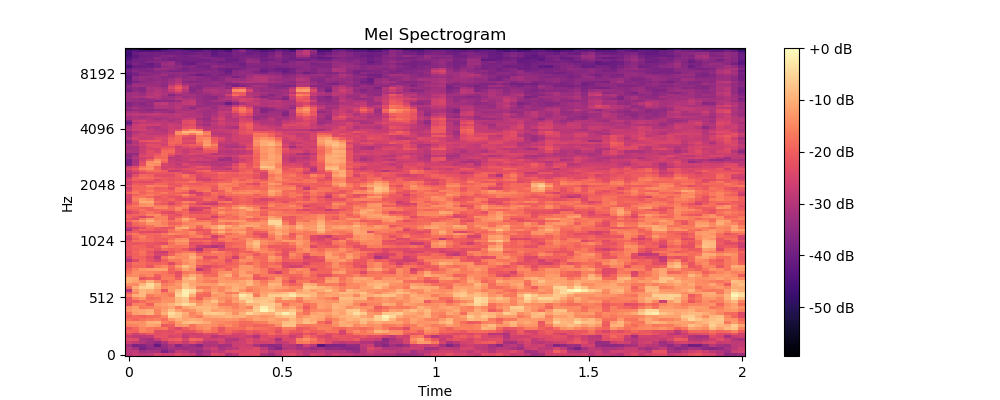 Mel Spectrogram
Hz
8192
4096
2048
1024
512
0
0 0.5 1 1.5 2
Time
+0 dB
-10 dB
-20 dB
-30 dB
-40 dB
-50 dB